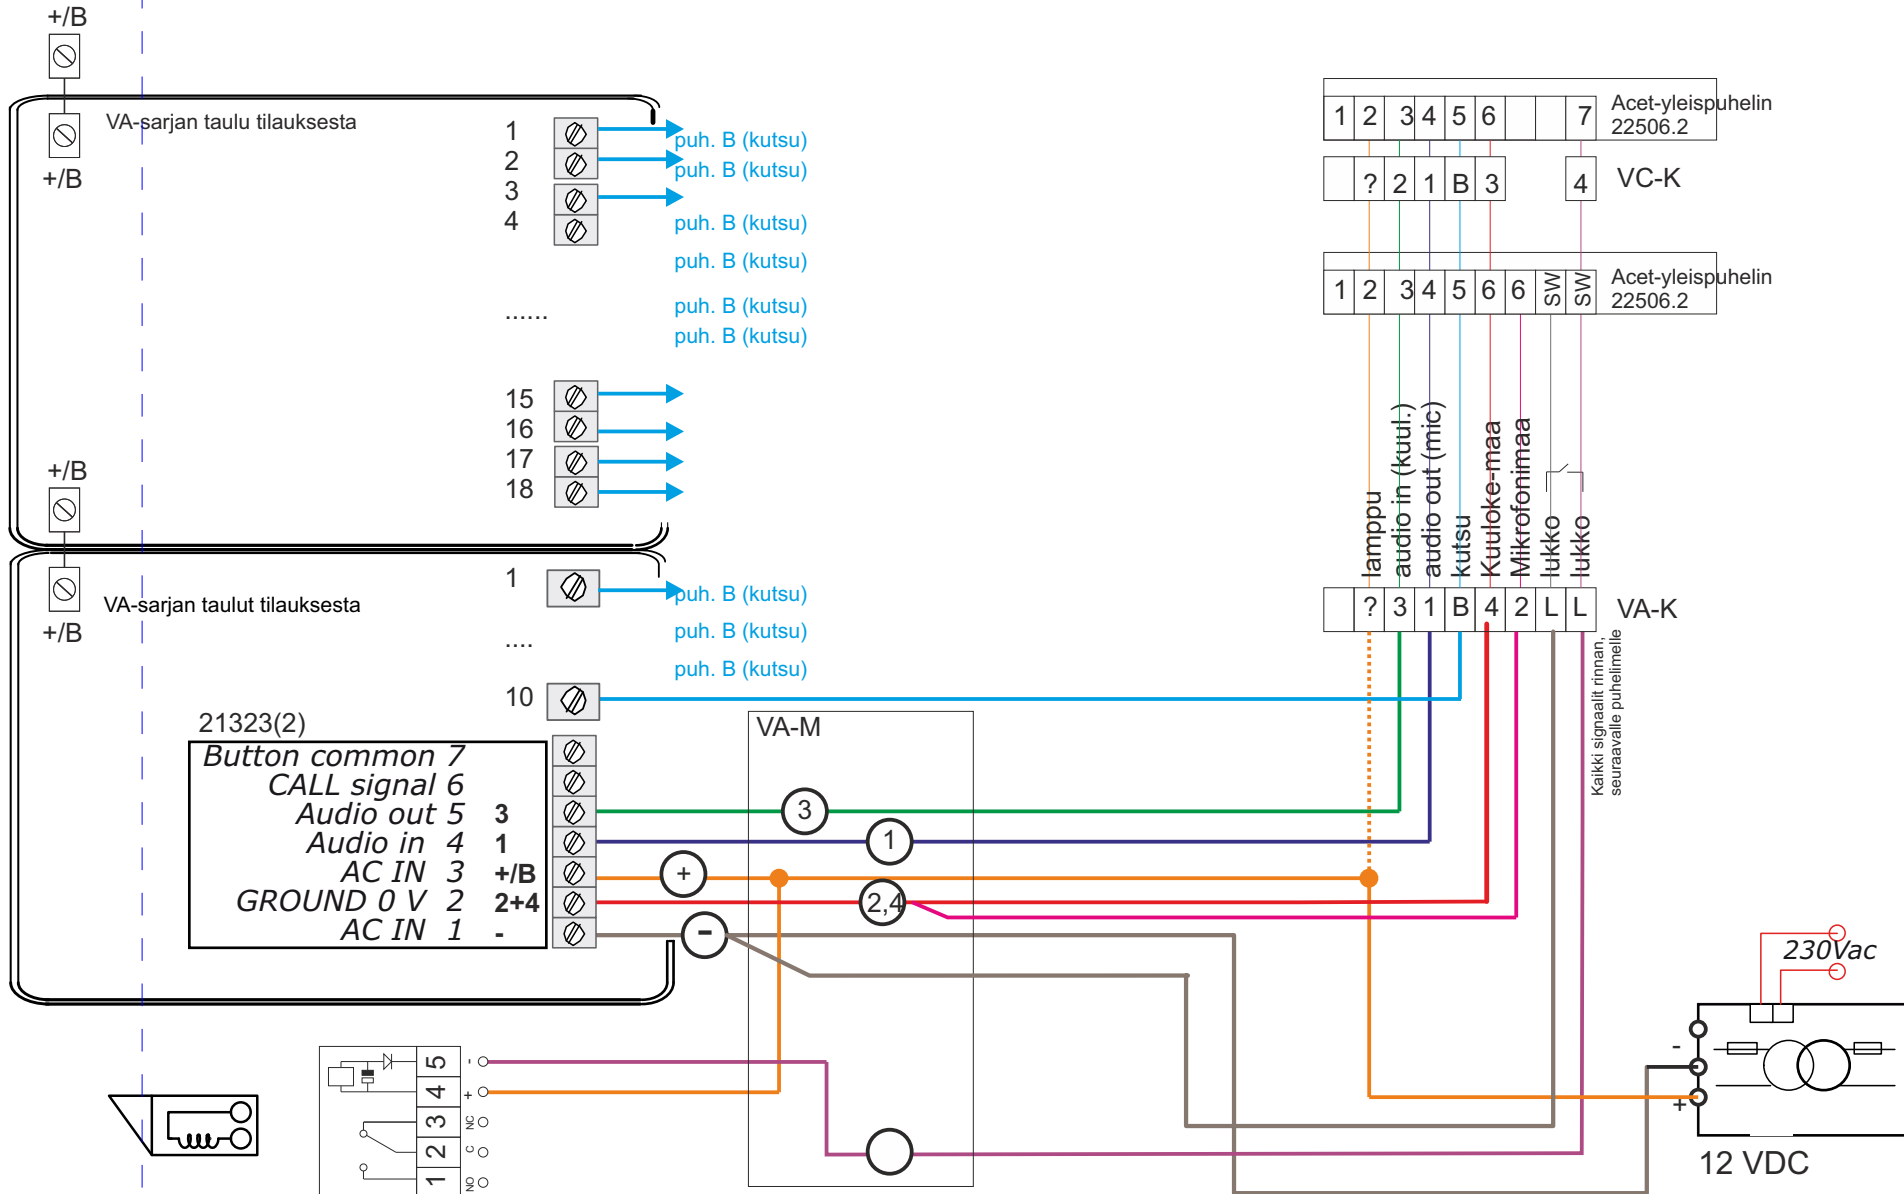 +/B
+/B
VA-sarjan taulu tilauksesta
1
2
3
4
......
15
16
17
18
puh. B (kutsu)
puh. B (kutsu)
puh. B (kutsu)
puh. B (kutsu)
puh. B (kutsu)
puh. B (kutsu)
+/B
+/B
VA-sarjan taulut tilauksesta
1
....
10
puh. B (kutsu)
puh. B (kutsu)
puh. B (kutsu)
21323(2)
Button common 7
CALL signal 6
Audio out 5 3
Audio in 4 1
AC IN 3 +/B
GROUND 0 V 2 2+4
AC IN 1 -
VA-M
3
1
+
2,4
-
1 2 3 4 5 6 7
Acet-yleispuhelin
22506.2
? 2 1 B 3 4
VC-K
1 2 3 4 5 6 6 SW SW
Acet-yleispuhelin
22506.2
lamppu
audio in (kuul.)
audio out (mic)
kutsu
Kuuloke-maa
Mikrofonimaa
lukko
lukko
? 3 1 B 4 2 L L
VA-K
Kaikki signaalit rinnan,
seuraavalle puhelimelle
230Vac
-
+
12 VDC
5 -
4 +
3 NC
2 C
1 NO